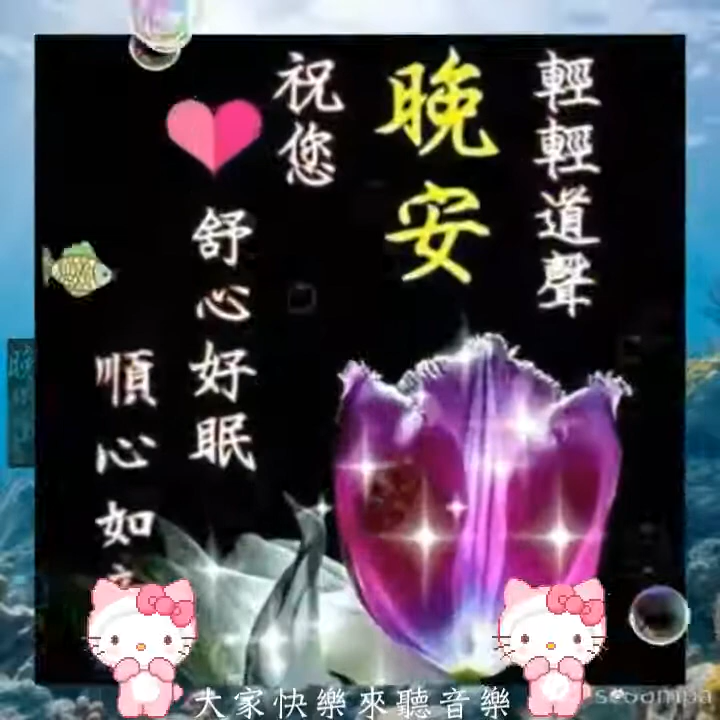 輕輕道聲
晚安
祝您
舒心好眠
順心如
大家快樂來聽音樂